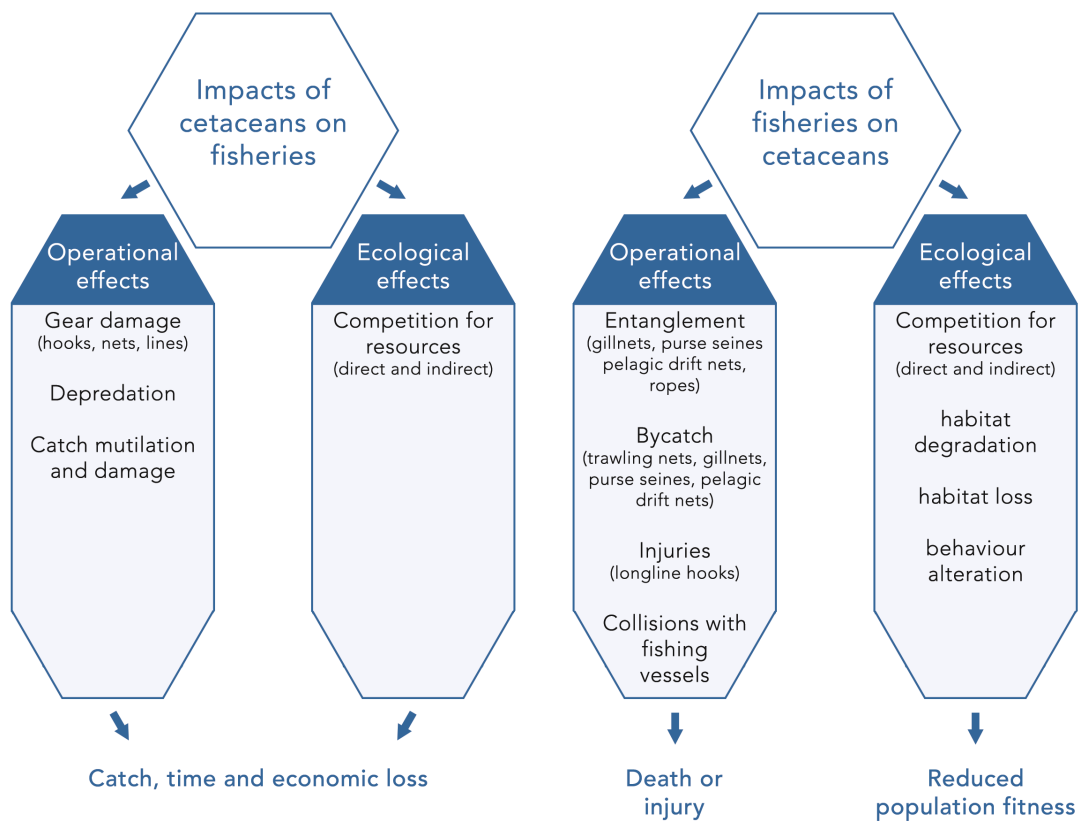 Impacts of
cetaceans on
fisheries
Operational
effects
Gear damage
(hooks, nets, lines)
Depredation
Catch mutilation
and damage
Ecological
effects
Competition for
resources
(direct and indirect)
Catch, time and economic loss
Impacts of
fisheries on
cetaceans
Operational
effects
Entanglement
(gillnets, purse seines
pelagic drift nets,
ropes)
Bycatch
(trawling nets, gillnets,
purse seines, pelagic
drift nets)
Injuries
(longline hooks)
Collisions with
fishing
vessels
Death or
injury
Ecological
effects
Competition for
resources
(direct and indirect)
habitat
degradation
habitat loss
behaviour
alteration
Reduced
population fitness